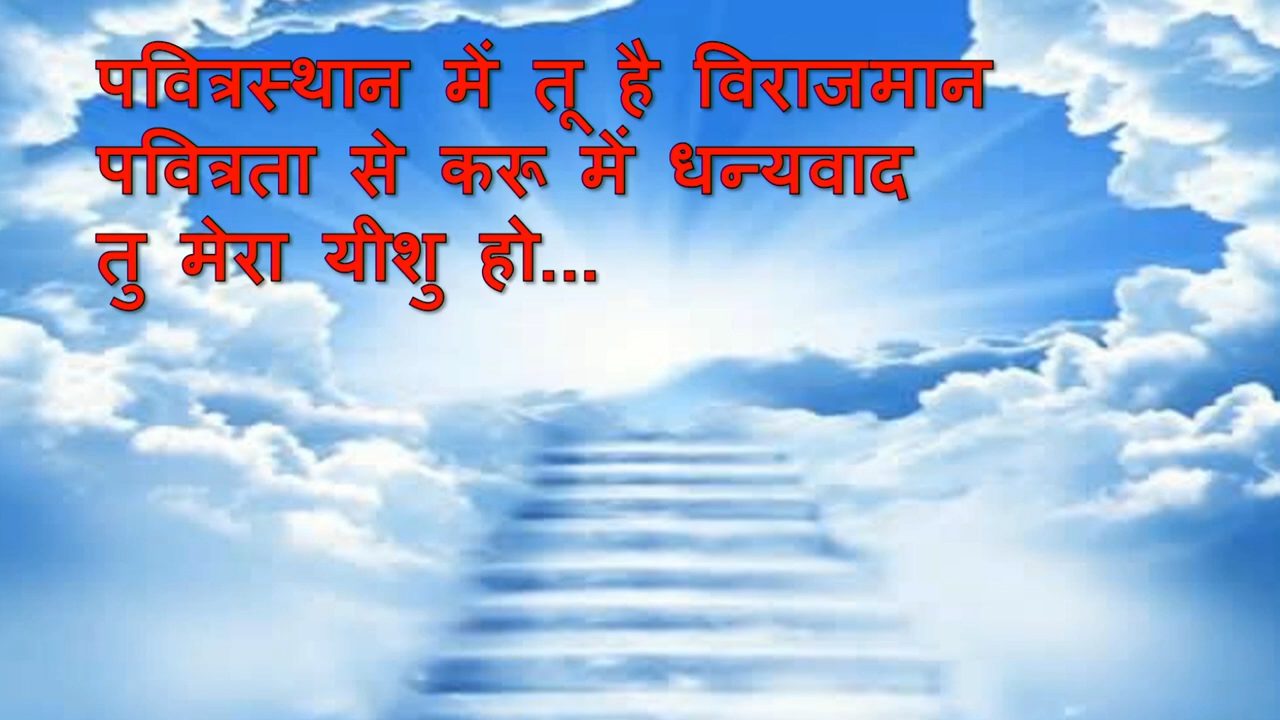 पवित्रस्थान में तू है विराजमान
पवित्रता से करू में धन्यवाद
तु मेरा यीशु हो...